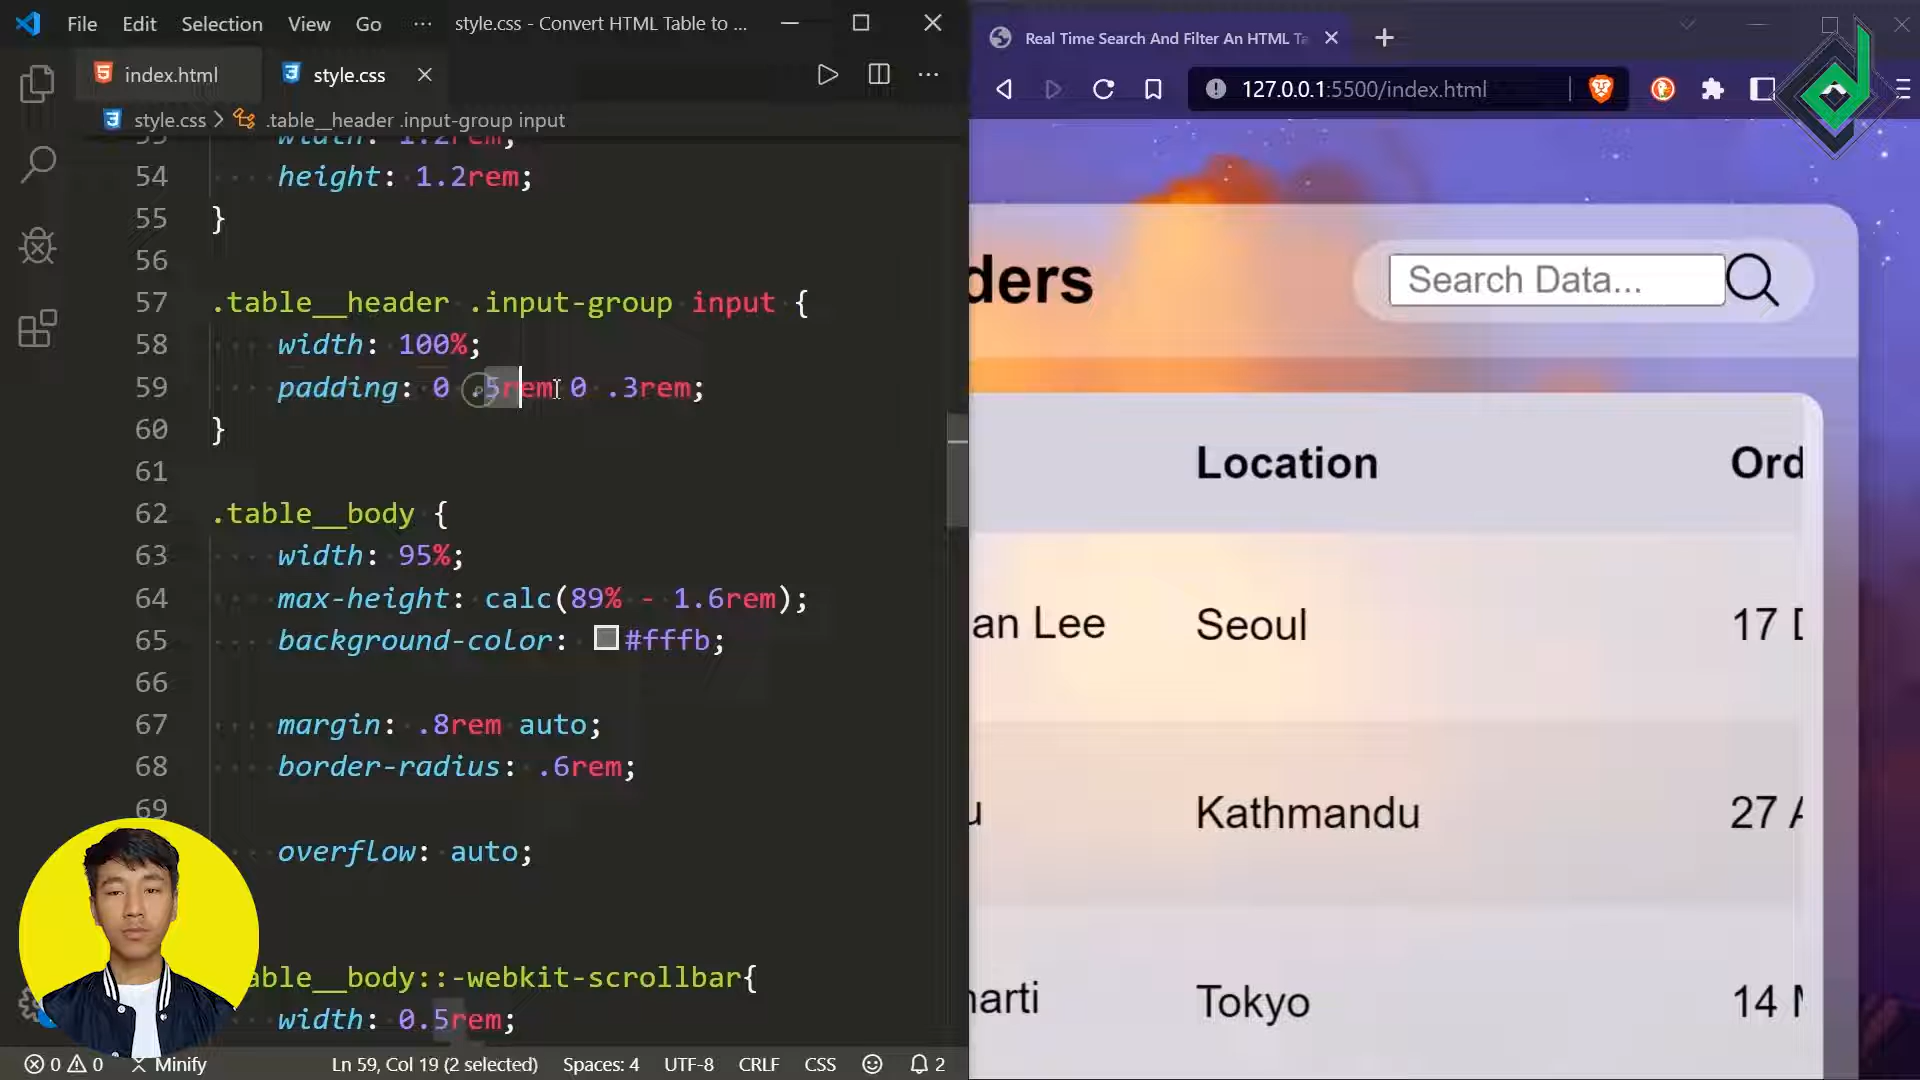 File Edit Selection View Go ··· style.css - Convert HTML Table to ...
index.html style.css
style.css > .table__header .input-group input
53 width: 1.2rem;
54 height: 1.2rem;
55 }
56
57 .table__header .input-group input {
58 width: 100%;
59 padding: 0 .5rem 0 .3rem;
60 }
61
62 .table__body {
63 width: 95%;
64 max-height: calc(89% - 1.6rem);
65 background-color: #fffb;
66
67 margin: .8rem auto;
68 border-radius: .6rem;
69
overflow: auto;
able__body::-webkit-scrollbar{
width: 0.5rem;
0 0 Minify Ln 59, Col 19 (2 selected) Spaces: 4 UTF-8 CRLF CSS 2
Real Time Search And Filter An HTML Ta
127.0.0.1:5500/index.html
ders Search Data...
Location Ord
an Lee Seoul 17 D
u Kathmandu 27 A
harti Tokyo 14 M